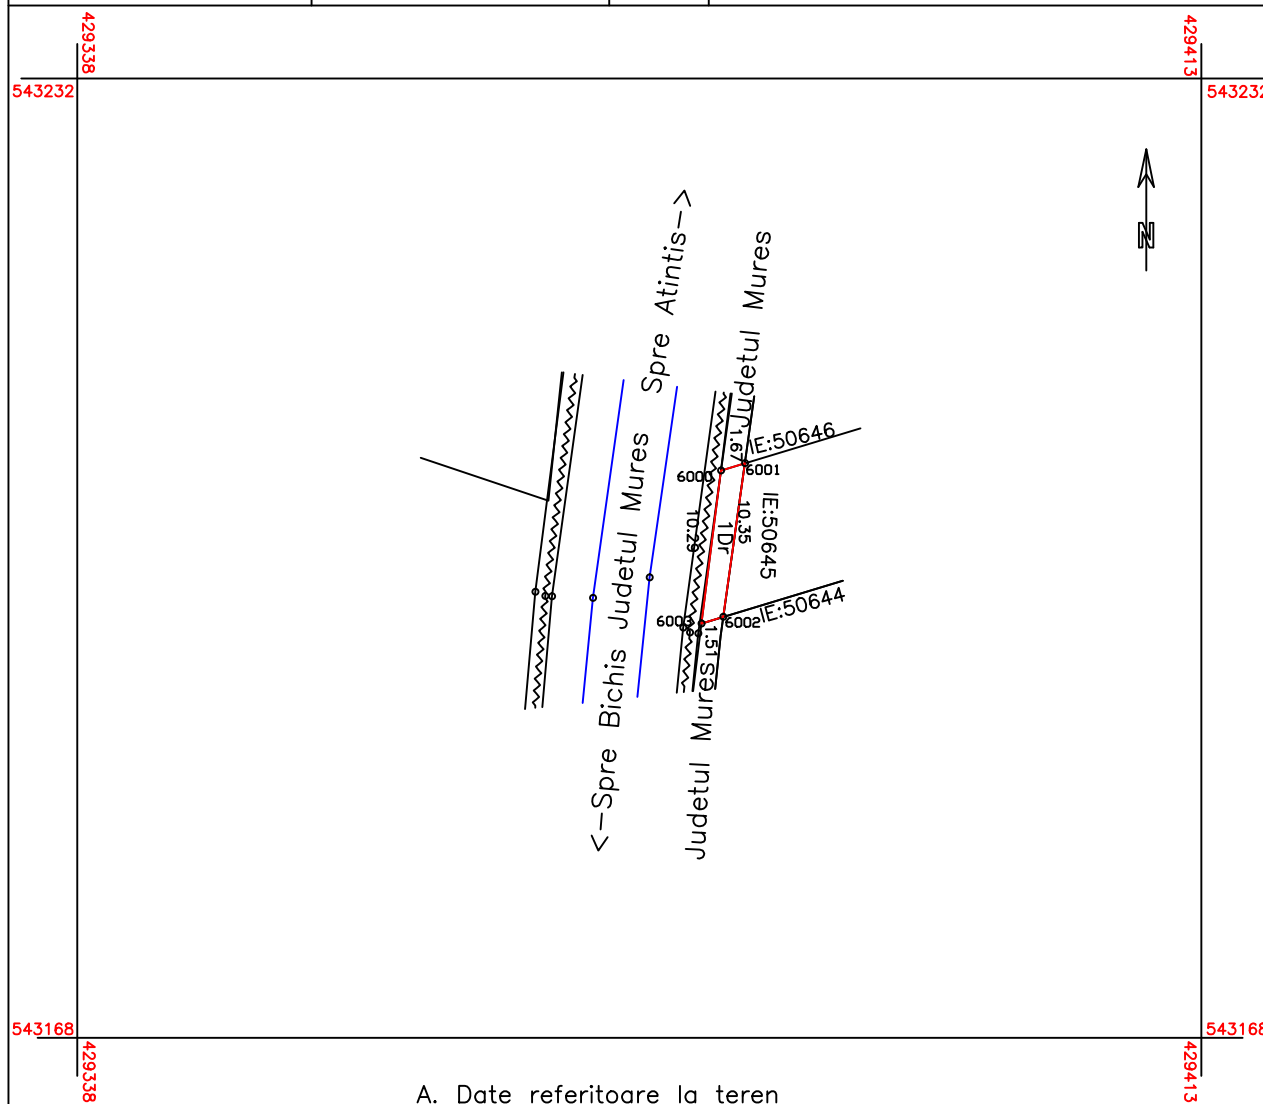 429338
429413
543232
543232
N
Spre Atintis-->
Judetul Mures
IE:50646
1.67
6000
6001
10.29
1Dr
10.35
IE:50645
<-Spre Bichis Judetul Mures
IE:50644
6003
6002
1.51
Judetul Mures
543168
543168
429338
429413
A. Date referitoare la teren